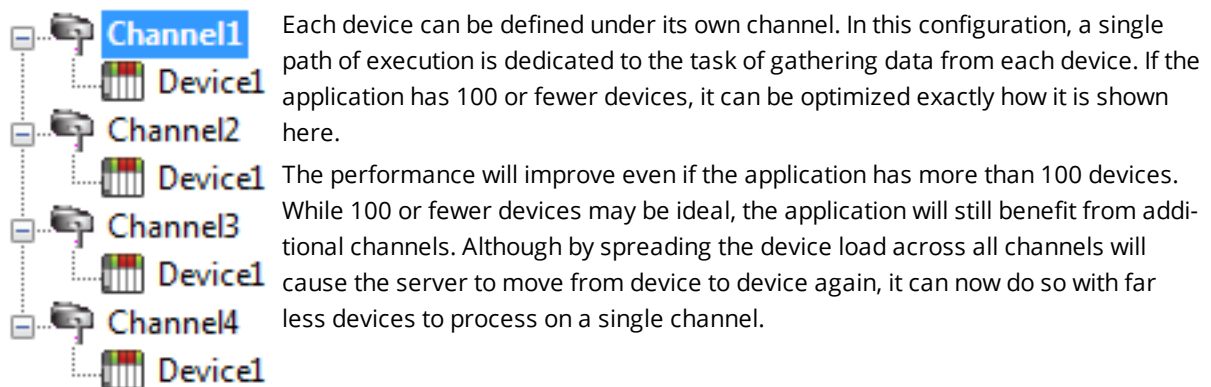 Channel1
Device1
Channel2
Device1
Channel3
Device1
Channel4
Device1
Each device can be defined under its own channel. In this configuration, a single
path of execution is dedicated to the task of gathering data from each device. If the
application has 100 or fewer devices, it can be optimized exactly how it is shown
here.
The performance will improve even if the application has more than 100 devices.
While 100 or fewer devices may be ideal, the application will still benefit from addi-
tional channels. Although by spreading the device load across all channels will
cause the server to move from device to device again, it can now do so with far
less devices to process on a single channel.